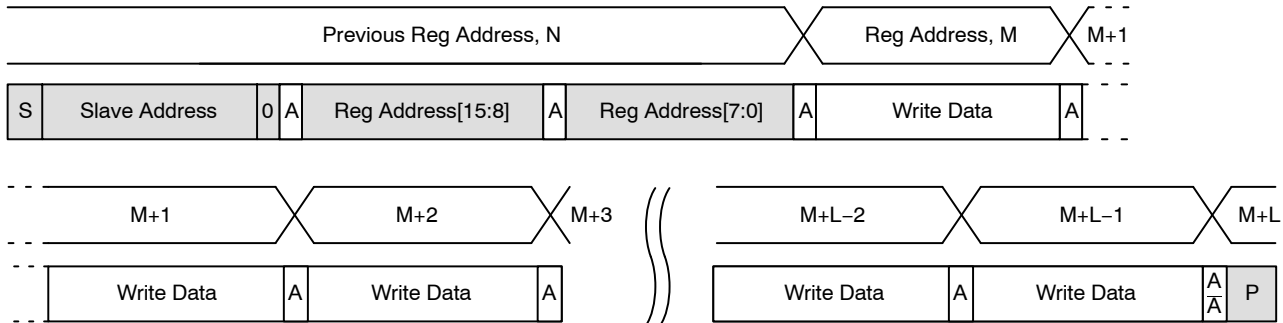 Previous Reg Address, N Reg Address, M M+1
S Slave Address 0 A Reg Address[15:8] A Reg Address[7:0] A Write Data A
M+1 M+2 M+3 M+L−2 M+L−1 M+L
Write Data A Write Data A Write Data A Write Data A/A̅ P